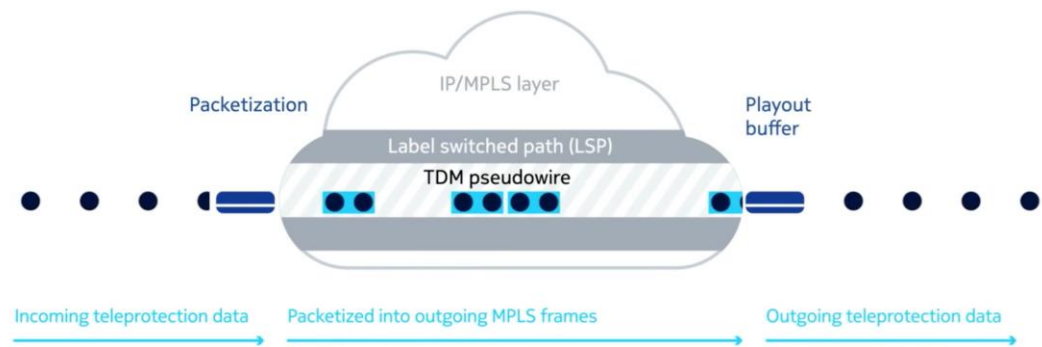 IP/MPLS layer
Packetization
Playout
buffer
Label switched path (LSP)
TDM pseudowire
Incoming teleprotection data
Packetized into outgoing MPLS frames
Outgoing teleprotection data